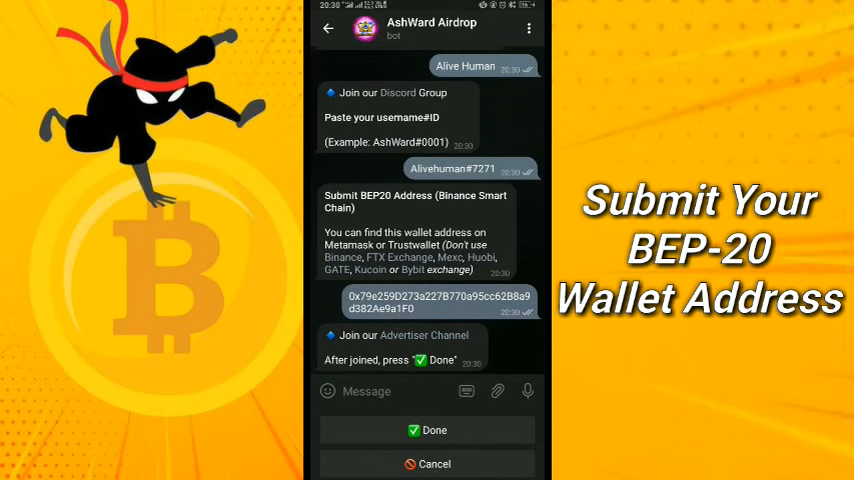 20:30
AshWard Airdrop
bot
Alive Human 20:30
Join our Discord Group
Paste your username#ID
(Example: AshWard#0001) 20:30
Alivehuman#7271 20:30
Submit BEP20 Address (Binance Smart
Chain)
You can find this wallet address on
Metamask or Trustwallet (Don't use
Binance, FTX Exchange, Mexc, Huobi,
GATE, Kucoin or Bybit exchange) 20:30
0x79e259D273a227B770a95cc62B8a9
d382Ae9a1F0 20:30
Join our Advertiser Channel
After joined, press "✅ Done" 20:30
Message
✅ Done
🚫 Cancel
Submit Your
BEP-20
Wallet Address